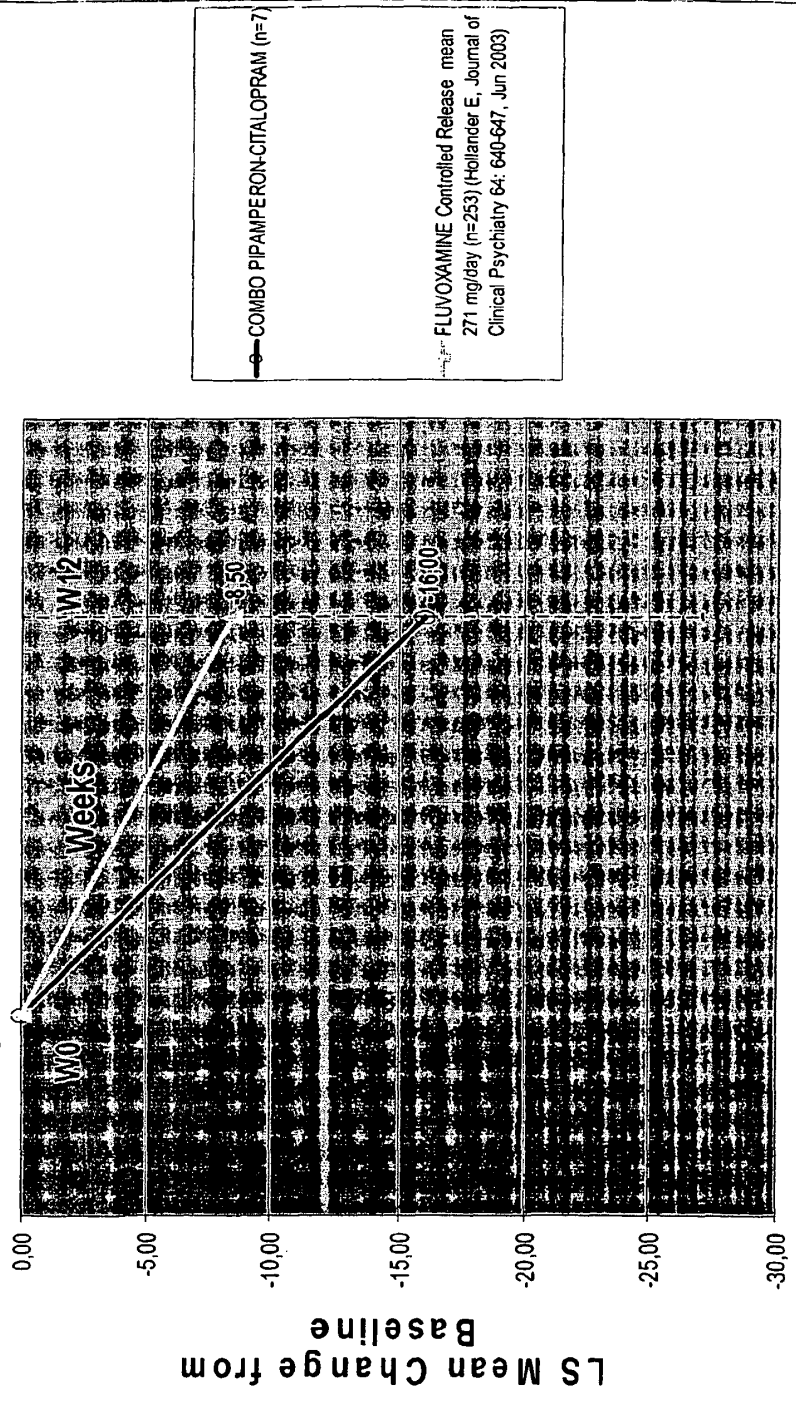 LS Mean Change from
Baseline
0,00
-5,00
-10,00
-15,00
-20,00
-25,00
-30,00
W0
Weeks
W12
-8,50
-16,00
COMBO PIPAMPERON-CITALOPRAM (n=7)
FLUVOXAMINE Controlled Release mean
271 mg/day (n=253) (Hollander E, Journal of
Clinical Psychiatry 64: 640-647, Jun 2003)